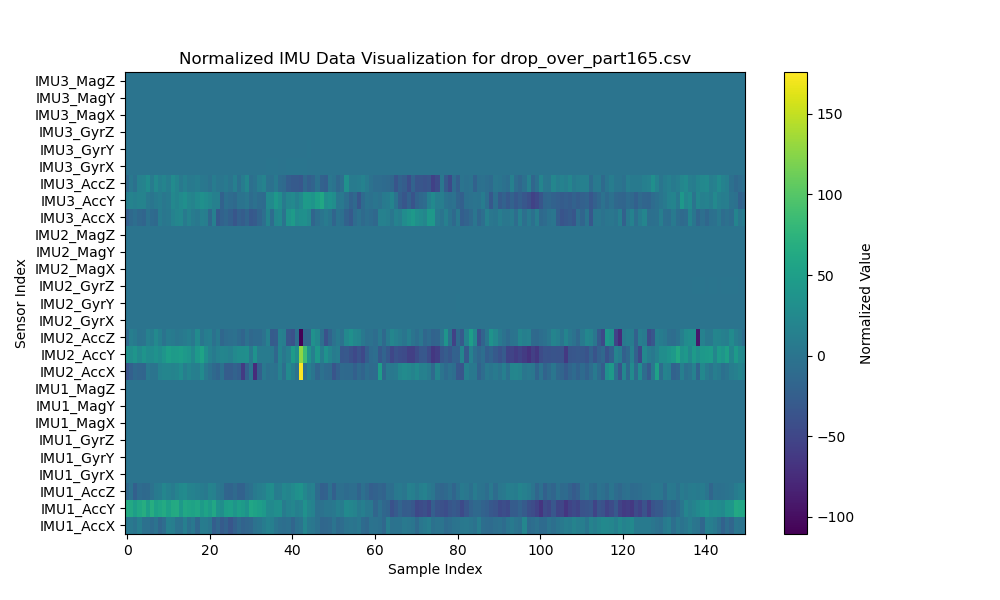 Normalized IMU Data Visualization for drop_over_part165.csv
IMU3_MagZ
IMU3_MagY
IMU3_MagX
IMU3_GyrZ
IMU3_GyrY
IMU3_GyrX
IMU3_AccZ
IMU3_AccY
IMU3_AccX
IMU2_MagZ
IMU2_MagY
IMU2_MagX
IMU2_GyrZ
IMU2_GyrY
IMU2_GyrX
IMU2_AccZ
IMU2_AccY
IMU2_AccX
IMU1_MagZ
IMU1_MagY
IMU1_MagX
IMU1_GyrZ
IMU1_GyrY
IMU1_GyrX
IMU1_AccZ
IMU1_AccY
IMU1_AccX
Sensor Index
0 20 40 60 80 100 120 140
Sample Index
150
100
50
0
−50
−100
Normalized Value